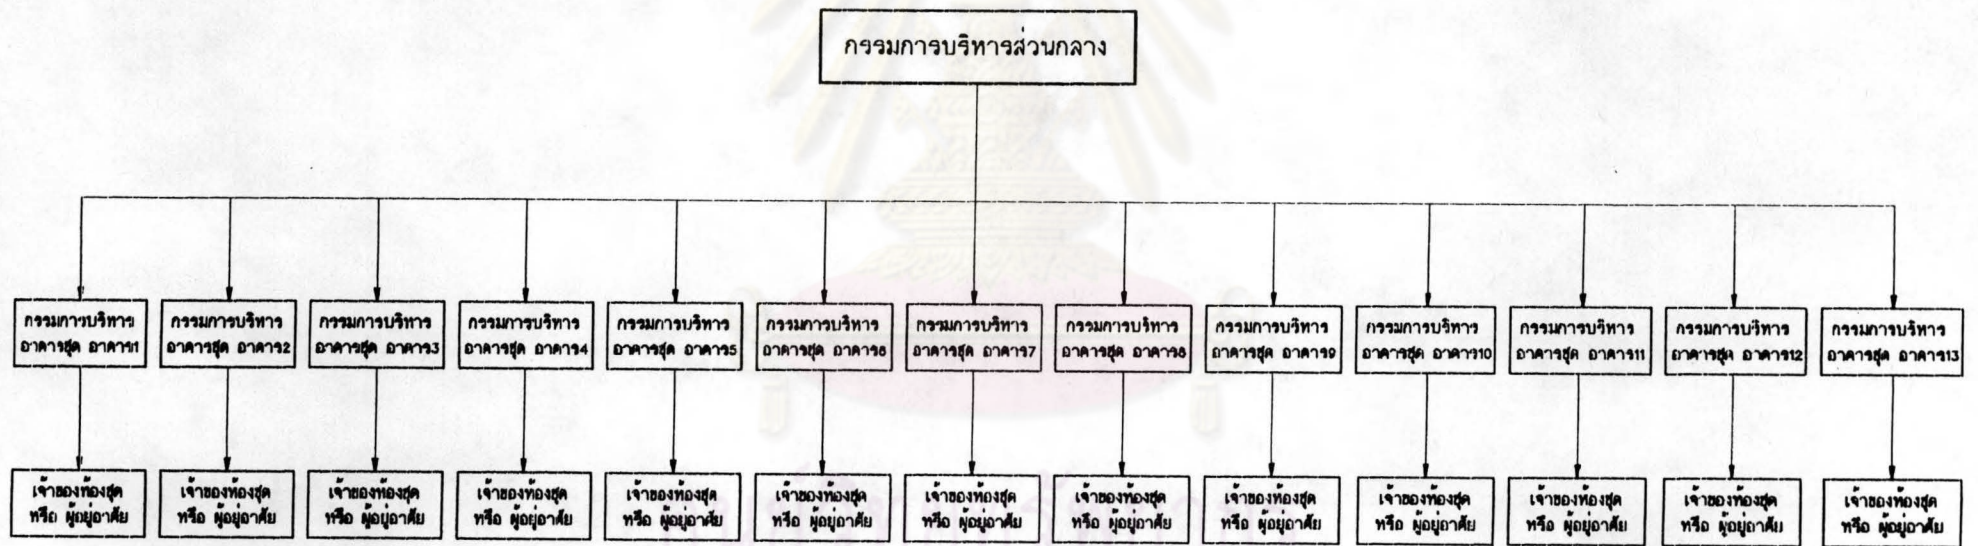 กรรมการบริหารส่วนกลาง
กรรมการบริหาร
อาคารชุด อาคาร1
กรรมการบริหาร
อาคารชุด อาคาร2
กรรมการบริหาร
อาคารชุด อาคาร3
กรรมการบริหาร
อาคารชุด อาคาร4
กรรมการบริหาร
อาคารชุด อาคาร5
กรรมการบริหาร
อาคารชุด อาคาร6
กรรมการบริหาร
อาคารชุด อาคาร7
กรรมการบริหาร
อาคารชุด อาคาร8
กรรมการบริหาร
อาคารชุด อาคาร9
กรรมการบริหาร
อาคารชุด อาคาร10
กรรมการบริหาร
อาคารชุด อาคาร11
กรรมการบริหาร
อาคารชุด อาคาร12
กรรมการบริหาร
อาคารชุด อาคาร13
เจ้าของห้องชุด
หรือ ผู้อยู่อาศัย
เจ้าของห้องชุด
หรือ ผู้อยู่อาศัย
เจ้าของห้องชุด
หรือ ผู้อยู่อาศัย
เจ้าของห้องชุด
หรือ ผู้อยู่อาศัย
เจ้าของห้องชุด
หรือ ผู้อยู่อาศัย
เจ้าของห้องชุด
หรือ ผู้อยู่อาศัย
เจ้าของห้องชุด
หรือ ผู้อยู่อาศัย
เจ้าของห้องชุด
หรือ ผู้อยู่อาศัย
เจ้าของห้องชุด
หรือ ผู้อยู่อาศัย
เจ้าของห้องชุด
หรือ ผู้อยู่อาศัย
เจ้าของห้องชุด
หรือ ผู้อยู่อาศัย
เจ้าของห้องชุด
หรือ ผู้อยู่อาศัย
เจ้าของห้องชุด
หรือ ผู้อยู่อาศัย